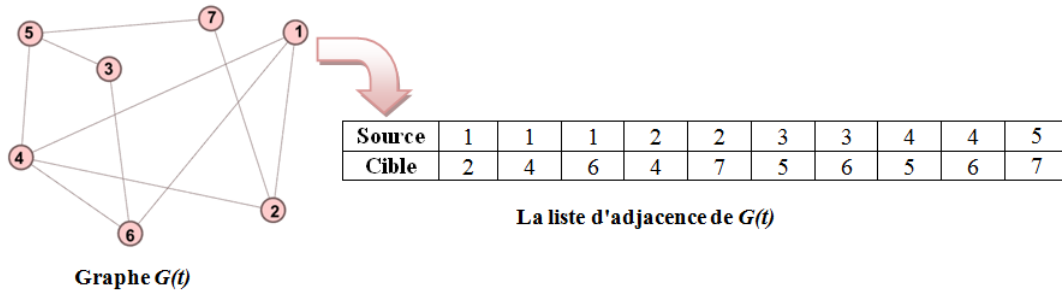 5
7
1
3
4
2
6
Graphe G(t)
Source 1 1 1 2 2 3 3 4 4 5
Cible 2 4 6 4 7 5 6 5 6 7
La liste d'adjacence de G(t)